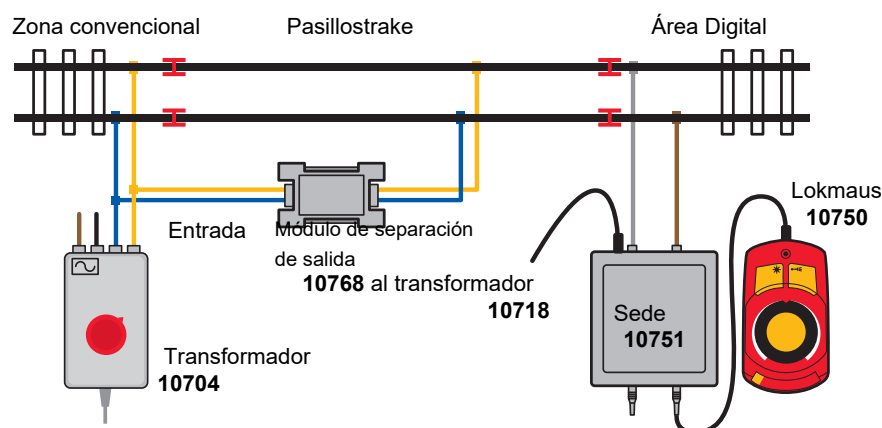 Zona convencional
Pasillostrake
Área Digital
Lokmaus
10750
Entrada
Módulo de separación
de salida
10768 al transformador
10718
Sede
10751
Transformador
10704